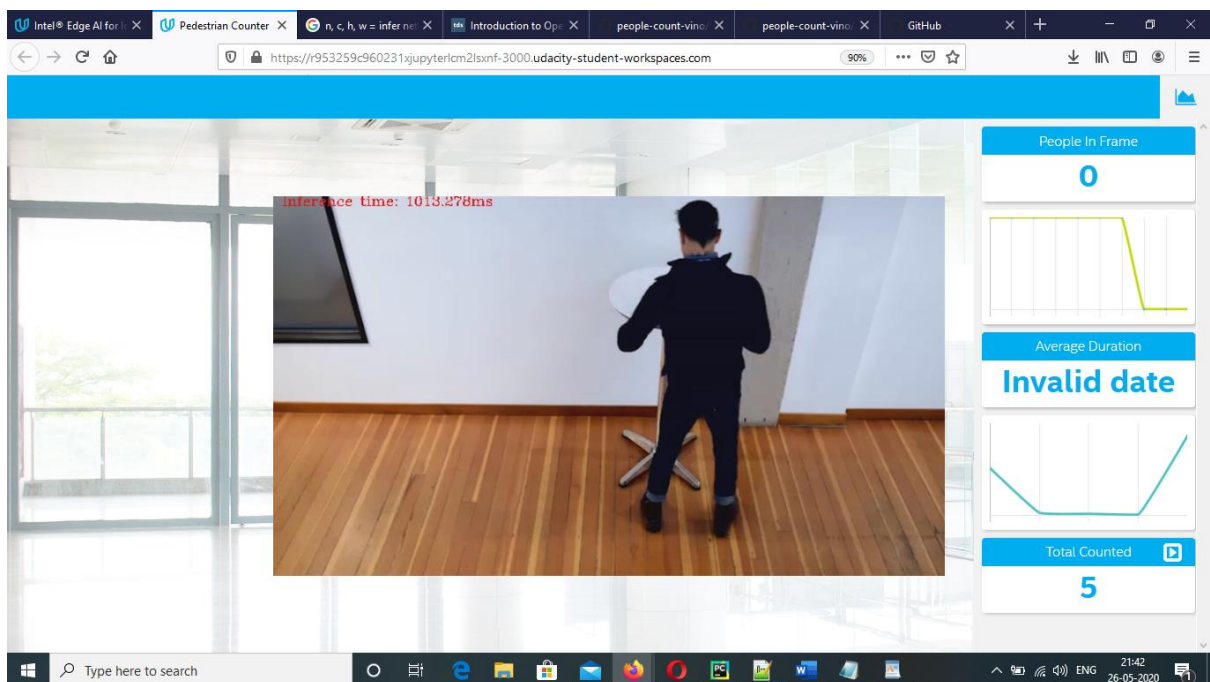 Intel® Edge AI for I
Pedestrian Counter
n, c, h, w = infer net
tds Introduction to Ope
people-count-vino/
people-count-vino/
GitHub
https://r953259c960231xjupyterlcm2lsxnf-3000.udacity-student-workspaces.com
90%
People In Frame
0
Inference time: 1013.278ms
Average Duration
Invalid date
Total Counted
5
Type here to search
ENG
21:42
26-05-2020